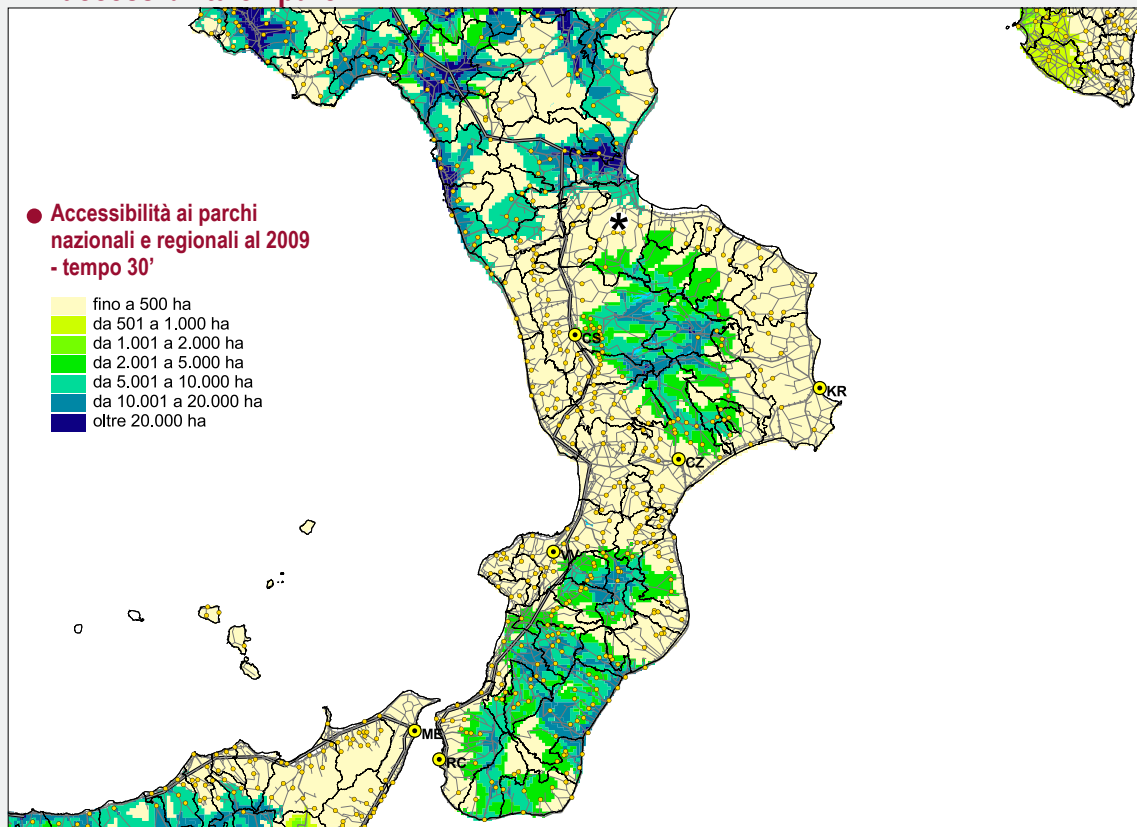 ● Accessibilità ai parchi
nazionali e regionali al 2009
- tempo 30’
fino a 500 ha
da 501 a 1.000 ha
da 1.001 a 2.000 ha
da 2.001 a 5.000 ha
da 5.001 a 10.000 ha
da 10.001 a 20.000 ha
oltre 20.000 ha
*
CS
KR
CZ
VV
ME
RC